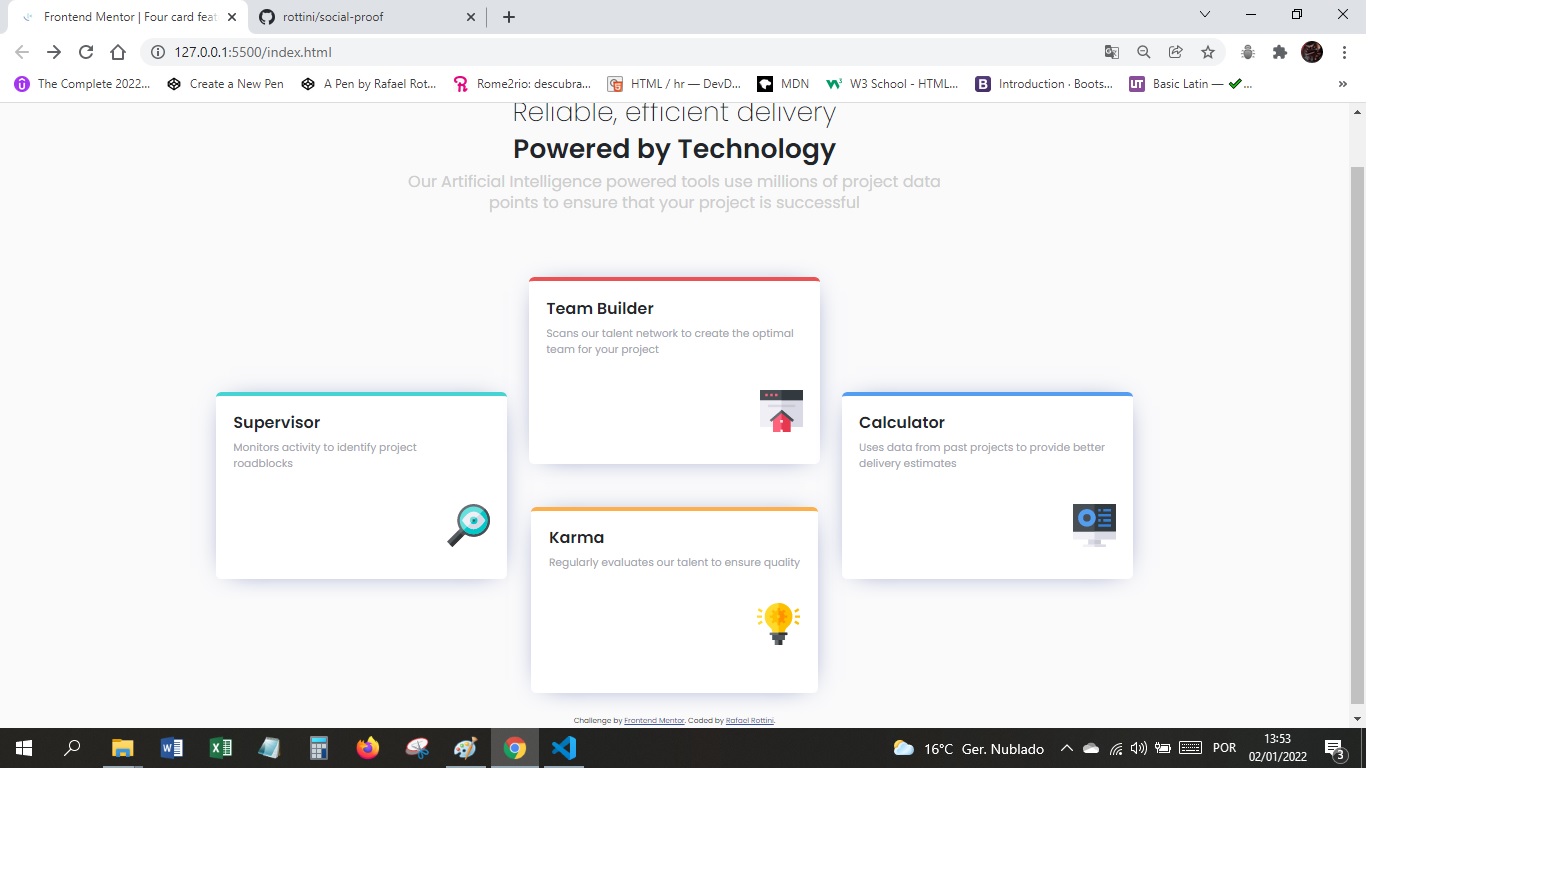 Frontend Mentor | Four card feat
rottini/social-proof
127.0.0.1:5500/index.html
The Complete 2022...
Create a New Pen
A Pen by Rafael Rot...
Rome2rio: descubra...
HTML / hr — DevD...
MDN
W3 School - HTML...
Introduction · Boots...
Basic Latin — ✔...
»
Reliable, efficient delivery
Powered by Technology
Our Artificial Intelligence powered tools use millions of project data
points to ensure that your project is successful
Team Builder
Scans our talent network to create the optimal
team for your project
Supervisor
Monitors activity to identify project
roadblocks
Calculator
Uses data from past projects to provide better
delivery estimates
Karma
Regularly evaluates our talent to ensure quality
Challenge by Frontend Mentor. Coded by Rafael Rottini.
16°C Ger. Nublado
POR
13:53
02/01/2022
3